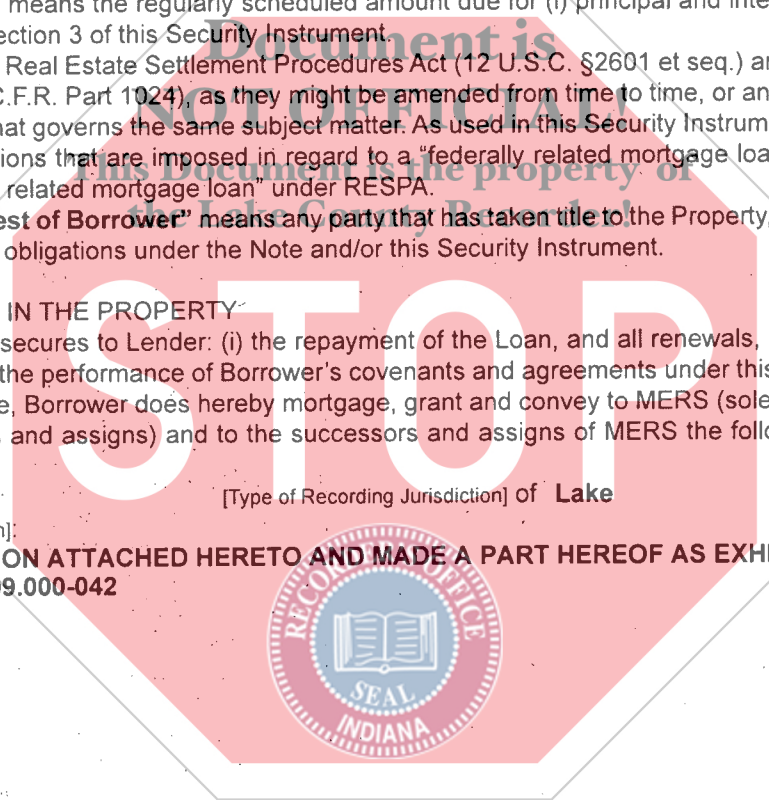 means the regularly scheduled amount due for (i) principal and inte
ection 3 of this Security Instrument.
Document is
Real Estate Settlement Procedures Act (12 U.S.C. §2601 et seq.) an
C.F.R. Part 1024), as they might be amended from time to time, or an
NOT OFFICIAL!
hat governs the same subject matter. As used in this Security Instrum
ions that are imposed in regard to a “federally related mortgage loa
This Document is the property of
related mortgage loan” under RESPA.
est of Borrower” means any party that has taken title to the Property,
the Lake County Recorder!
obligations under the Note and/or this Security Instrument.
IN THE PROPERTY
secures to Lender: (i) the repayment of the Loan, and all renewals,
the performance of Borrower's covenants and agreements under this
e, Borrower does hereby mortgage, grant and convey to MERS (sole
and assigns) and to the successors and assigns of MERS the follo
STOP
[Type of Recording Jurisdiction] of Lake
n]:
ON ATTACHED HERETO AND MADE A PART HEREOF AS EXHI
09.000-042
RECORDER'S OFFICE
SEAL
INDIANA